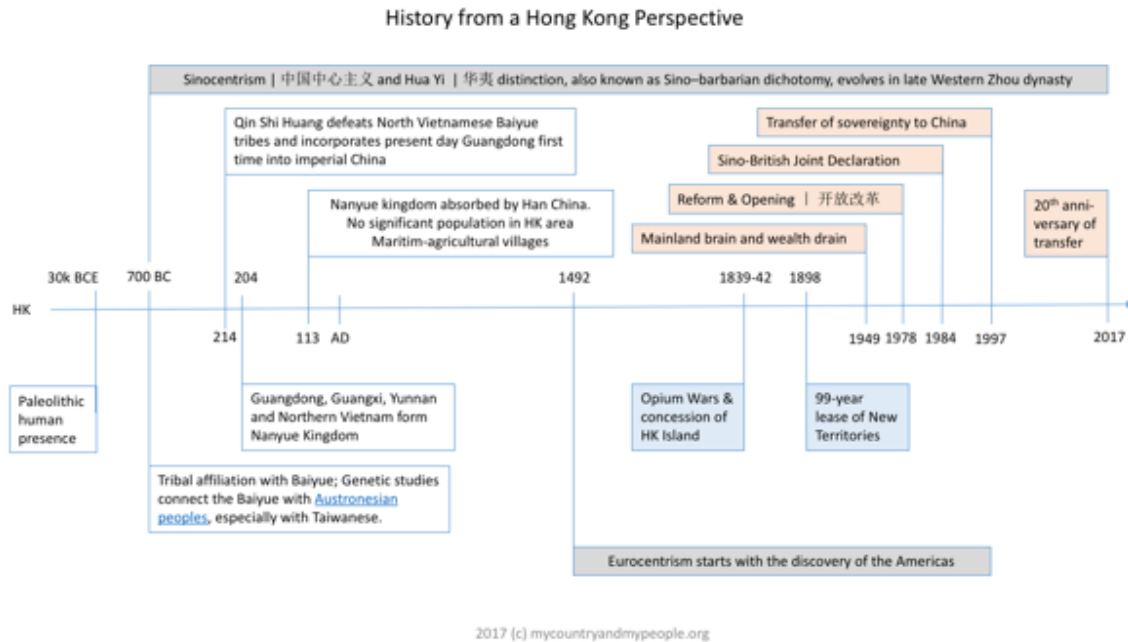 History from a Hong Kong Perspective
Sinocentrism | 中国中心主义 and Hua Yi | 华夷 distinction, also known as Sino–barbarian dichotomy, evolves in late Western Zhou dynasty
Qin Shi Huang defeats North Vietnamese Baiyue
tribes and incorporates present day Guangdong first
time into imperial China
Transfer of sovereignty to China
Sino-British Joint Declaration
Nanyue kingdom absorbed by Han China.
No significant population in HK area
Maritim-agricultural villages
Reform & Opening | 开放改革
Mainland brain and wealth drain
20th anni-
versary of
transfer
30k BCE
700 BC
204
1492
1839-42
1898
HK
214
113
AD
1949
1978
1984
1997
2017
Paleolithic
human
presence
Guangdong, Guangxi, Yunnan
and Northern Vietnam form
Nanyue Kingdom
Opium Wars &
concession of
HK Island
99-year
lease of New
Territories
Tribal affiliation with Baiyue; Genetic studies
connect the Baiyue with Austronesian
peoples, especially with Taiwanese.
Eurocentrism starts with the discovery of the Americas
2017 (c) mycountryandmypeople.org